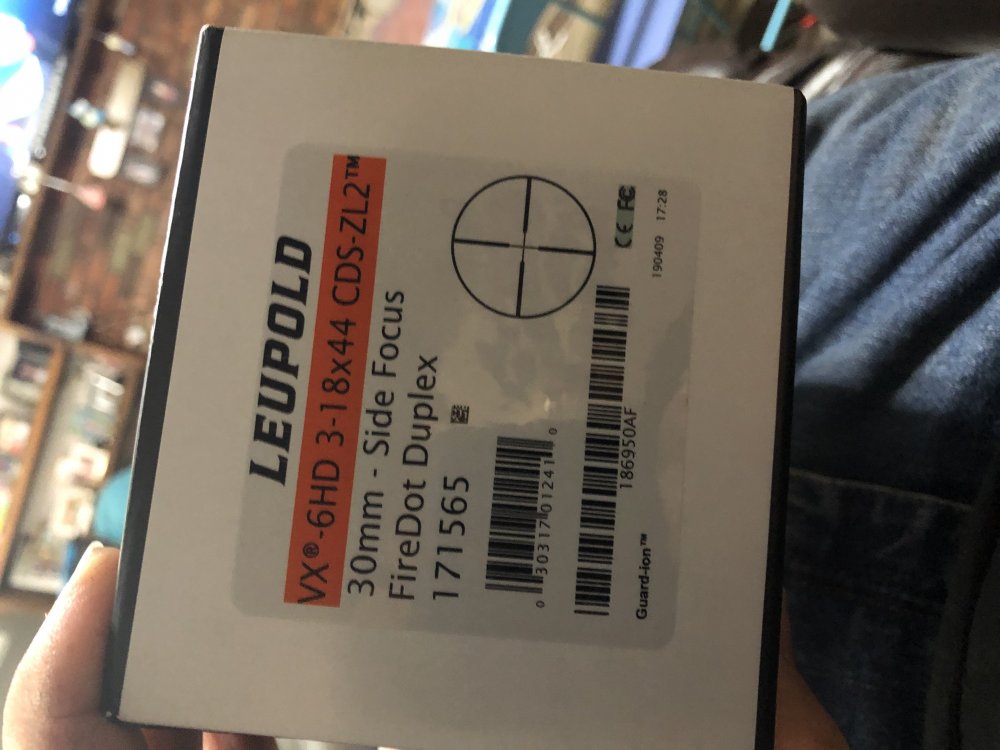 LEUPOLD
VX®-6HD 3-18x44 CDS-ZL2™
30mm - Side Focus
FireDot Duplex
171565
0 30317 01241 0
186950AF
Guard-ion™
CE FC
190409 17:28